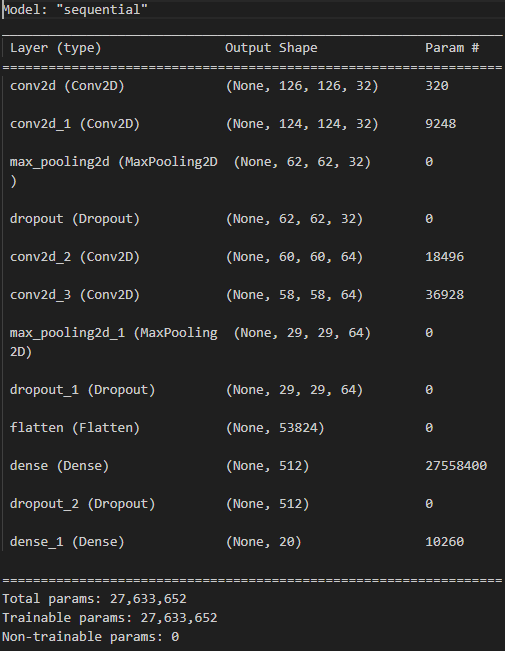 Model: "sequential"
_________________________________________________________________
Layer (type) Output Shape Param #
=================================================================
conv2d (Conv2D) (None, 126, 126, 32) 320
conv2d_1 (Conv2D) (None, 124, 124, 32) 9248
max_pooling2d (MaxPooling2D (None, 62, 62, 32) 0
)
dropout (Dropout) (None, 62, 62, 32) 0
conv2d_2 (Conv2D) (None, 60, 60, 64) 18496
conv2d_3 (Conv2D) (None, 58, 58, 64) 36928
max_pooling2d_1 (MaxPooling (None, 29, 29, 64) 0
2D)
dropout_1 (Dropout) (None, 29, 29, 64) 0
flatten (Flatten) (None, 53824) 0
dense (Dense) (None, 512) 27558400
dropout_2 (Dropout) (None, 512) 0
dense_1 (Dense) (None, 20) 10260
=================================================================
Total params: 27,633,652
Trainable params: 27,633,652
Non-trainable params: 0